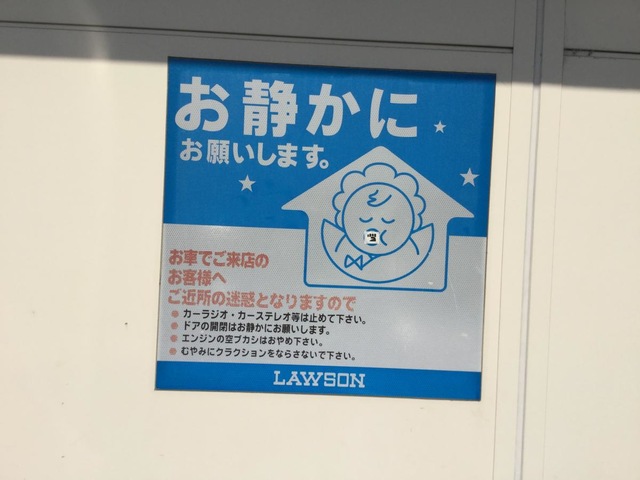 お静かに
お願いします。
お車でご来店の
お客様へ
ご近所の迷惑となりますので
● カーラジオ・カーステレオ等は止めて下さい。
● ドアの開閉はお静かにお願いします。
● エンジンの空ブカシはおやめ下さい。
● むやみにクラクションをならさないで下さい。
LAWSON